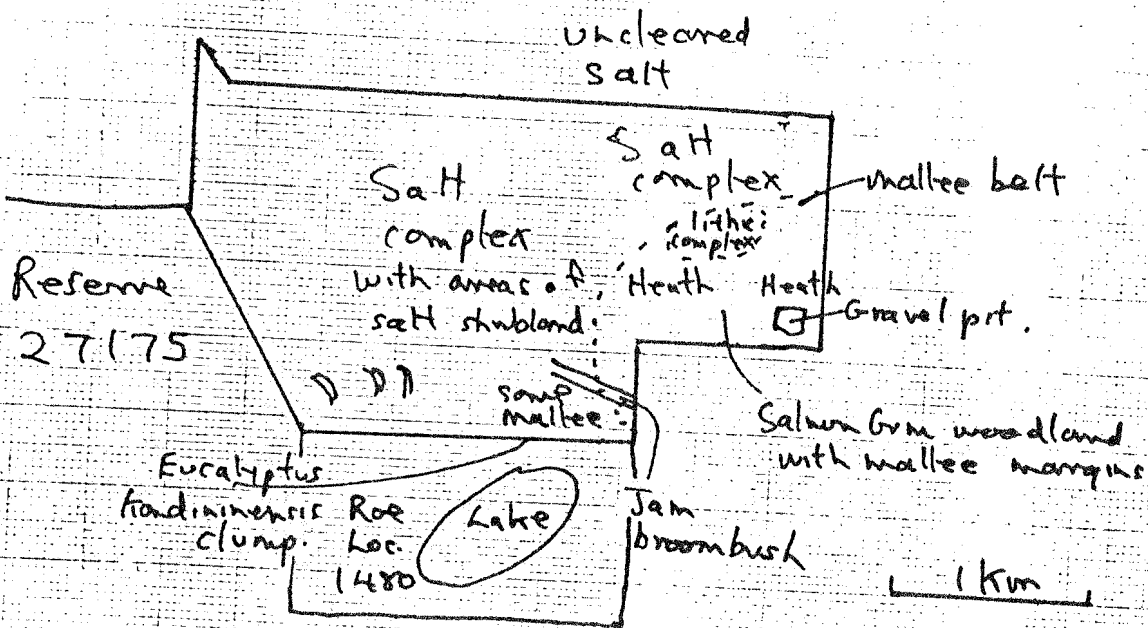 uncleared
salt
Salt
complex
mallee belt
lithic
complex
Salt
complex
with areas of
salt shrubland
Heath
Heath
Gravel pit.
Reserve
27175
some
mallee
Salmon Gum woodland
with mallee margins
Eucalyptus
kondininensis
clump.
Roe
Loc.
1480
Lake
Jam
broombush
1 Km